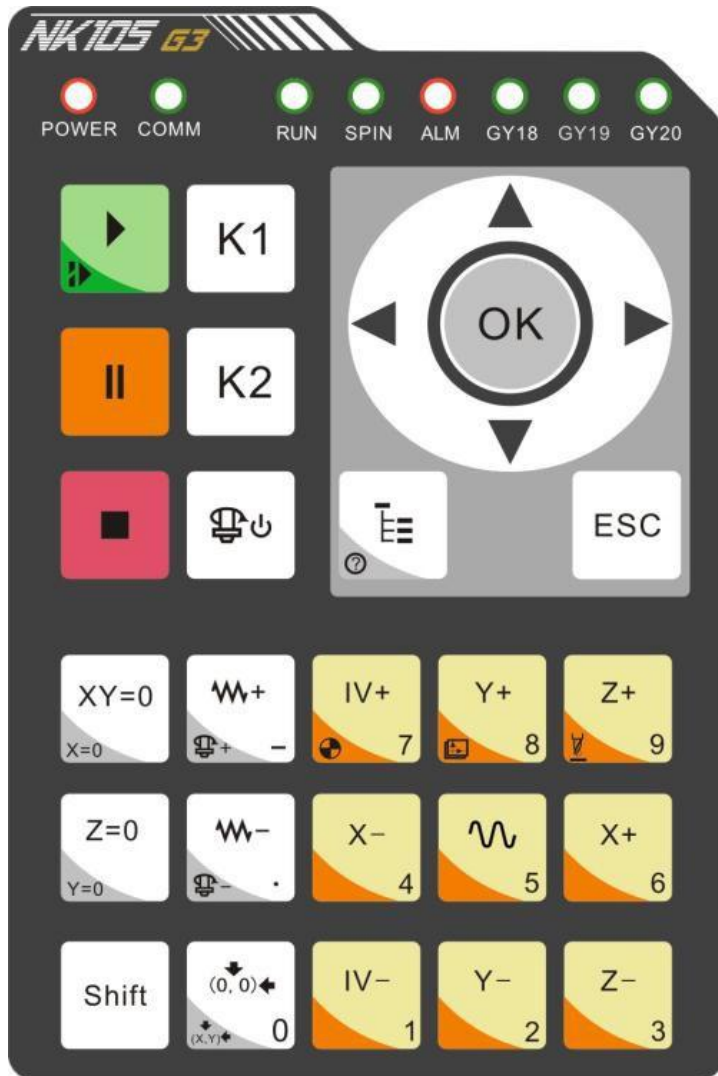 NK105 G3
POWER COMM RUN SPIN ALM GY18 GY19 GY20
K1
OK
K2
ESC
?
XY=0 + IV+ Y+ Z+
X=0 + − 7 8 9
Z=0 − X− X+
Y=0 − . 4 5 6
Shift (0, 0) IV− Y− Z−
(X,Y) 0 1 2 3